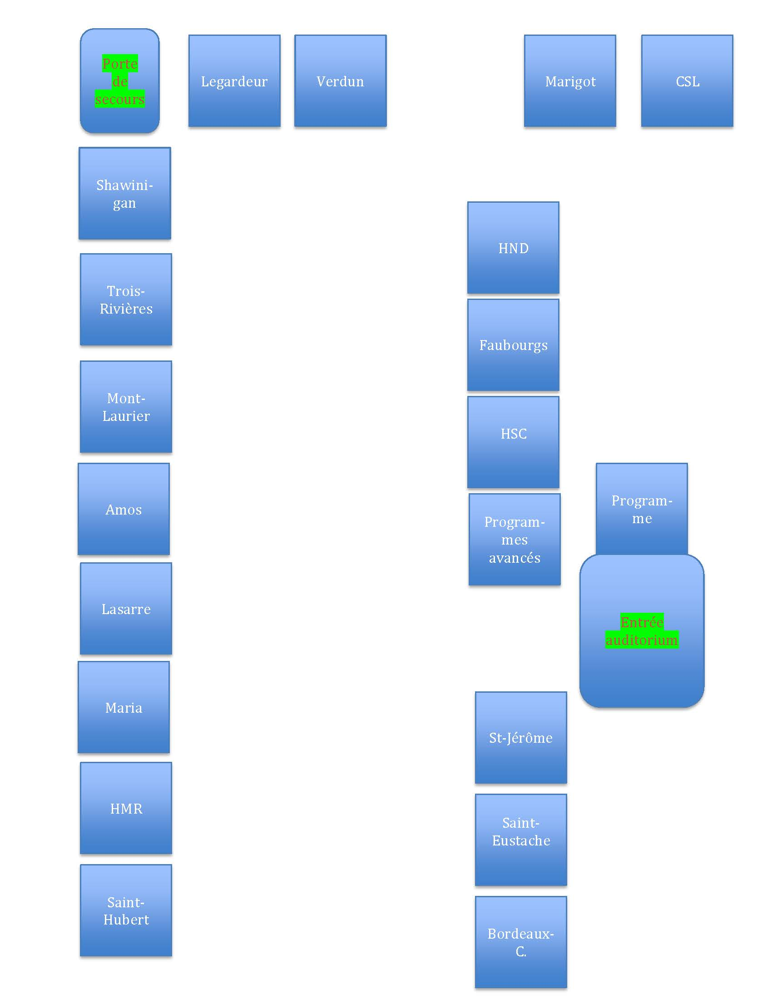 Porte
de
secours
Legardeur
Verdun
Marigot
CSL
Shawini-
gan
Trois-
Rivières
Mont-
Laurier
Amos
Lasarre
Maria
HMR
Saint-
Hubert
HND
Faubourgs
HSC
Program-
mes
avancés
Program-
me
Entrée
auditorium
St-Jérôme
Saint-
Eustache
Bordeaux-
C.